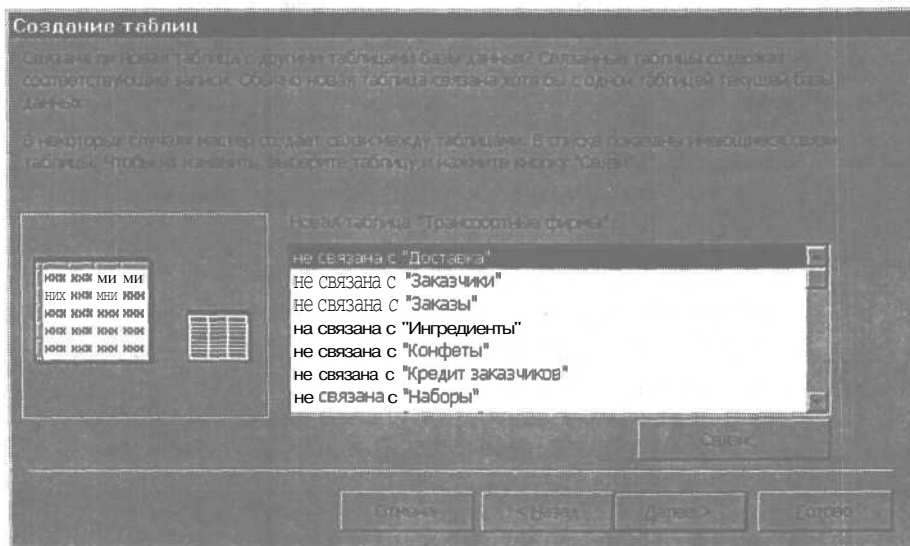 Создание таблиц
Связана ли новая таблица с другими таблицами базы данных? Связанные таблицы содержат
соответствующие записи. Обычно новая таблица связана хотя бы с одной таблицей текущей базы
данных.
В некоторых случаях мастер создает связи между таблицами. В списке показаны имеющиеся связи
таблицы. Чтобы их изменить, выберите таблицу и нажмите кнопку "Связи".
Новая таблица "Транспортные фирмы"
не связана с "Доставка"
не связана с "Заказчики"
не связана с "Заказы"
на связана с "Ингредиенты"
не связана с "Конфеты"
не связана с "Кредит заказчиков"
не связана с "Наборы"
Связи
Отмена < Назад Далее > Готово